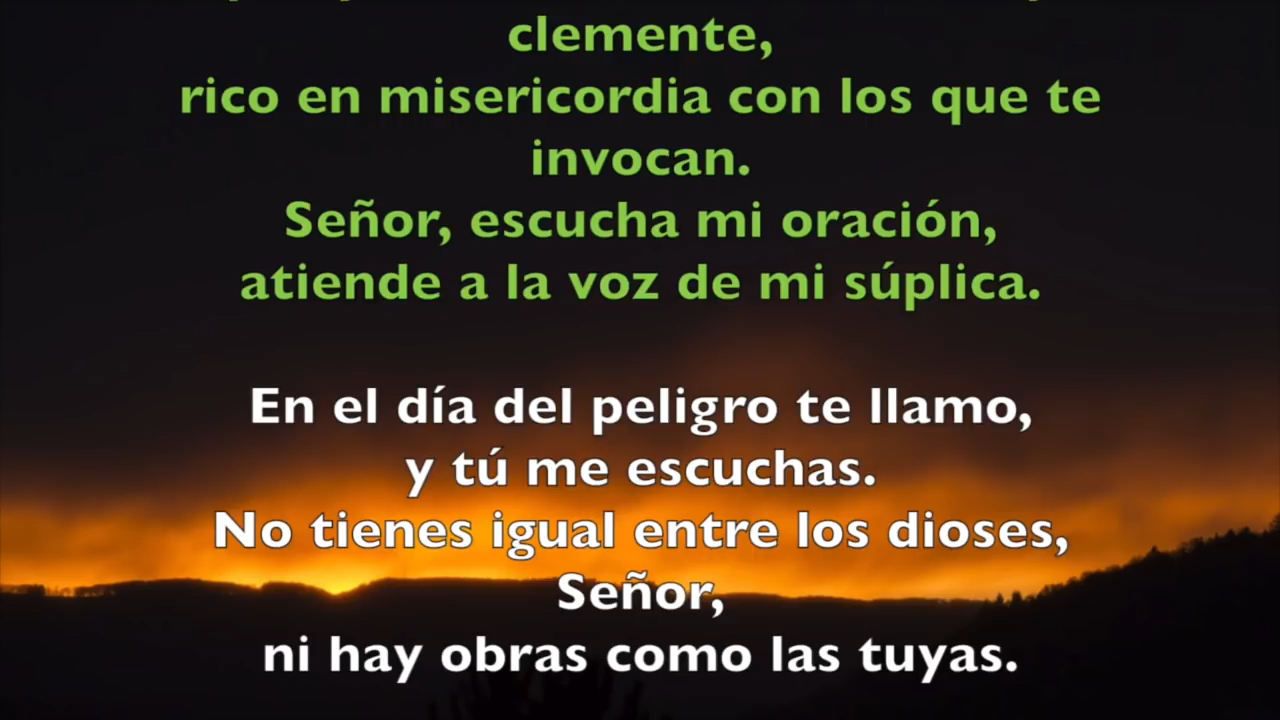 clemente,
rico en misericordia con los que te
invocan.
Señor, escucha mi oración,
atiende a la voz de mi súplica.
En el día del peligro te llamo,
y tú me escuchas.
No tienes igual entre los dioses,
Señor,
ni hay obras como las tuyas.